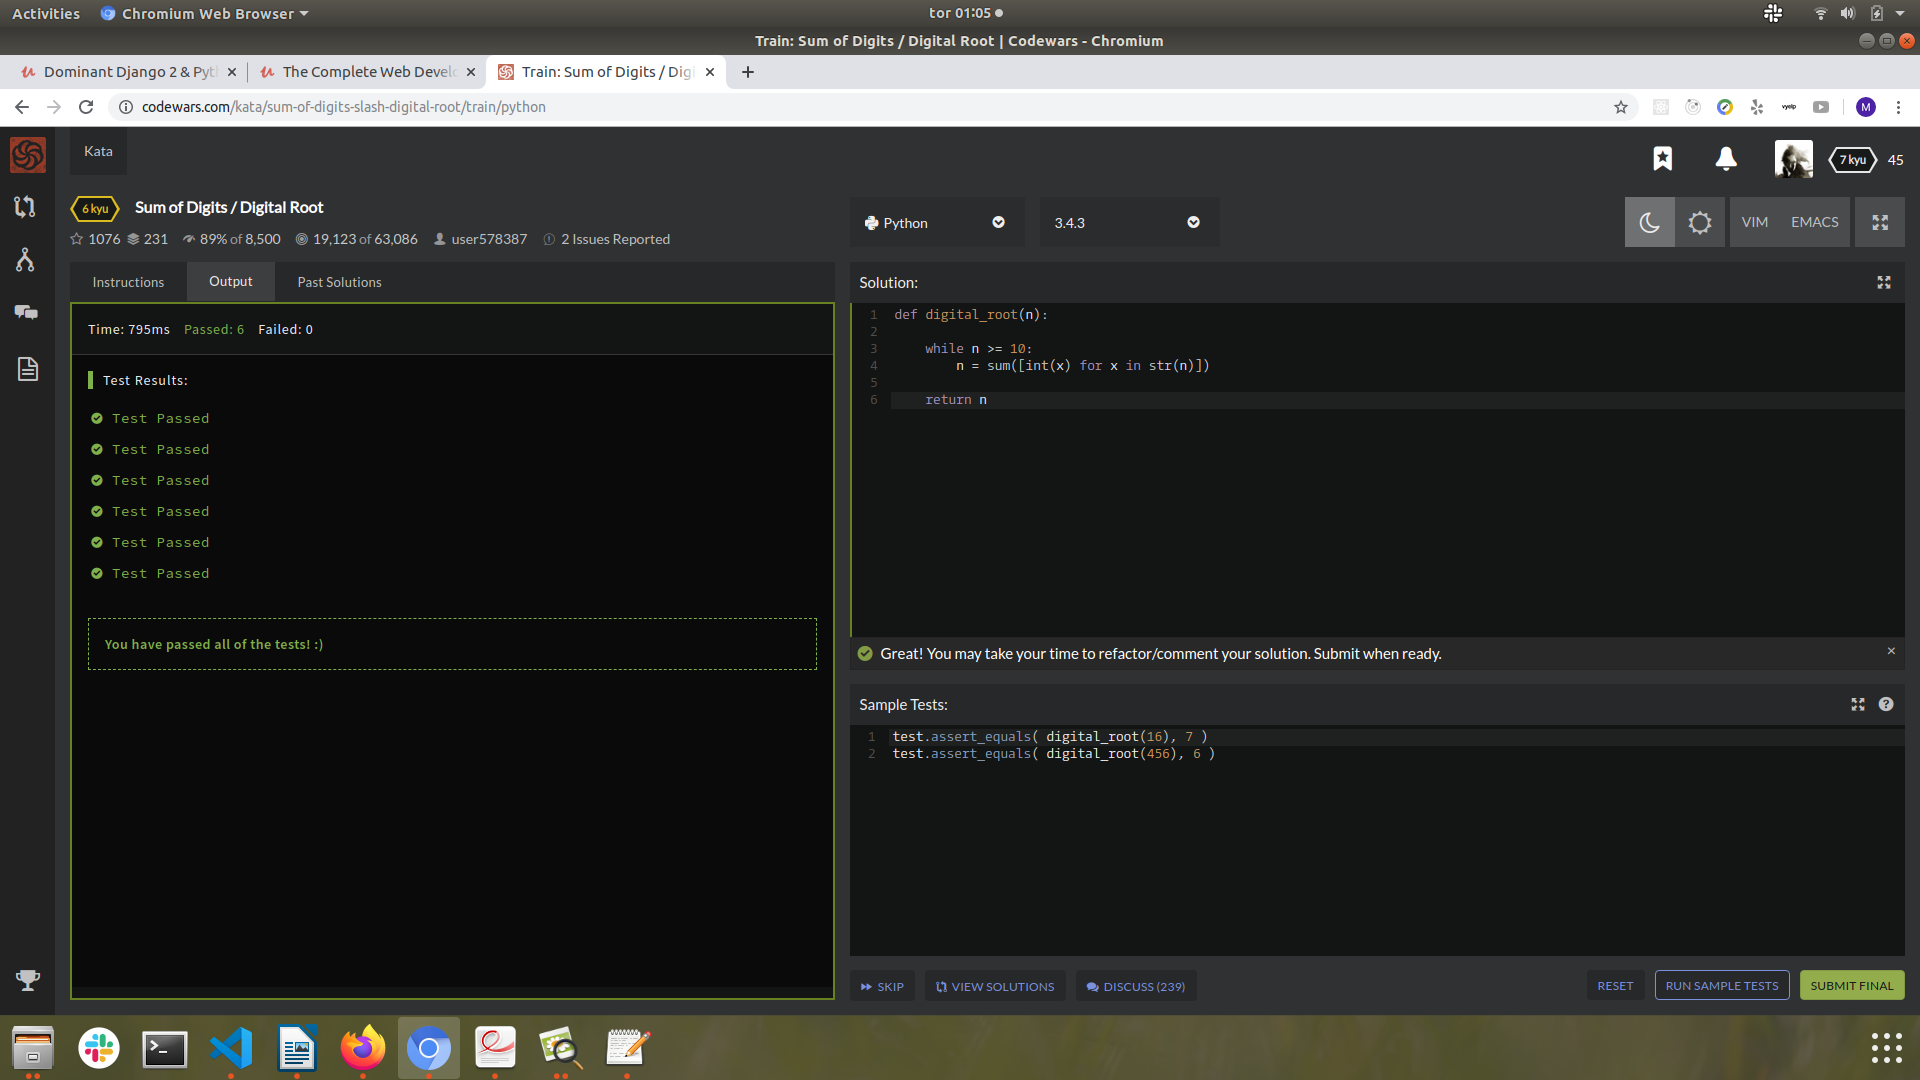 Activities
Chromium Web Browser
tor 01:05
Train: Sum of Digits / Digital Root | Codewars - Chromium
Dominant Django 2 & Pyt
The Complete Web Develo
Train: Sum of Digits / Digi
codewars.com/kata/sum-of-digits-slash-digital-root/train/python
vyelp
M
Kata
7 kyu 45
6 kyu Sum of Digits / Digital Root
1076 231 89% of 8,500 19,123 of 63,086 user578387 2 Issues Reported
Python
3.4.3
VIM EMACS
Instructions Output Past Solutions
Time: 795ms Passed: 6 Failed: 0
Test Results:
Test Passed
Test Passed
Test Passed
Test Passed
Test Passed
Test Passed
You have passed all of the tests! :)
Solution:
1 def digital_root(n):
2
3 while n >= 10:
4 n = sum([int(x) for x in str(n)])
5
6 return n
Great! You may take your time to refactor/comment your solution. Submit when ready.
Sample Tests:
1 test.assert_equals( digital_root(16), 7 )
2 test.assert_equals( digital_root(456), 6 )
SKIP VIEW SOLUTIONS DISCUSS (239)
RESET RUN SAMPLE TESTS SUBMIT FINAL